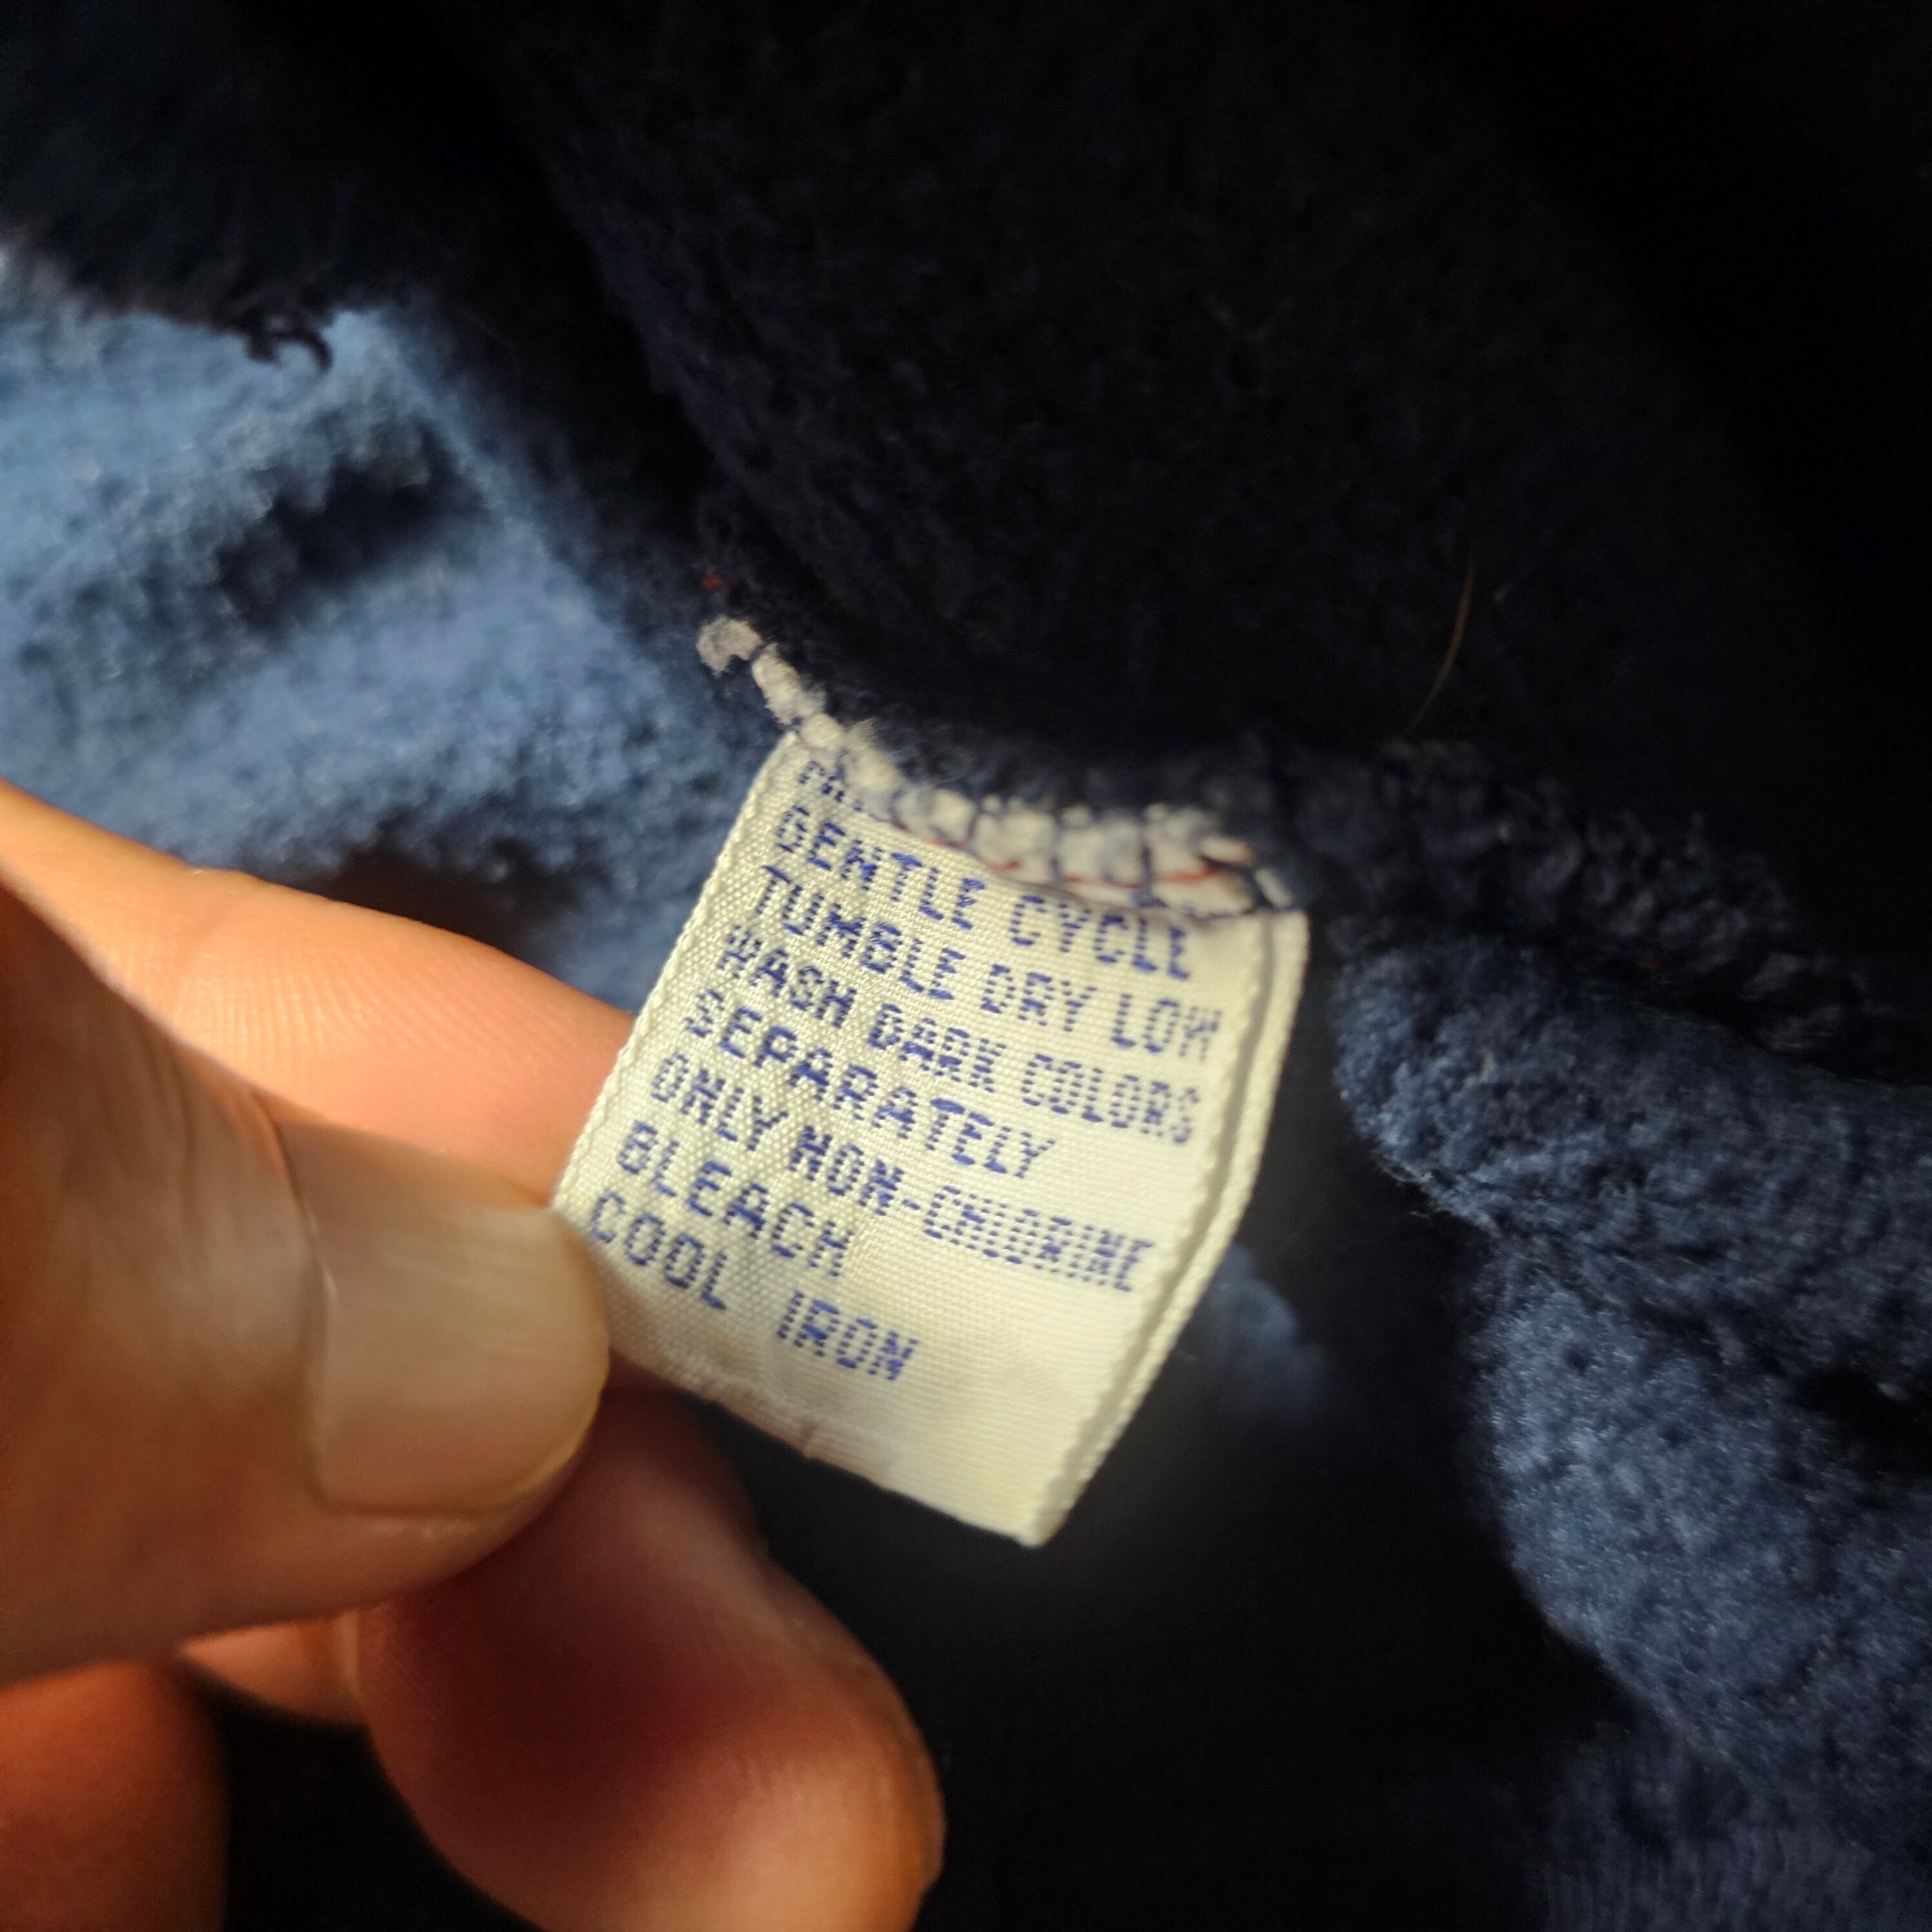 GENTLE CYCLE
TUMBLE DRY LOW
WASH DARK COLORS
SEPARATELY
ONLY NON-CHLORINE
BLEACH
COOL IRON